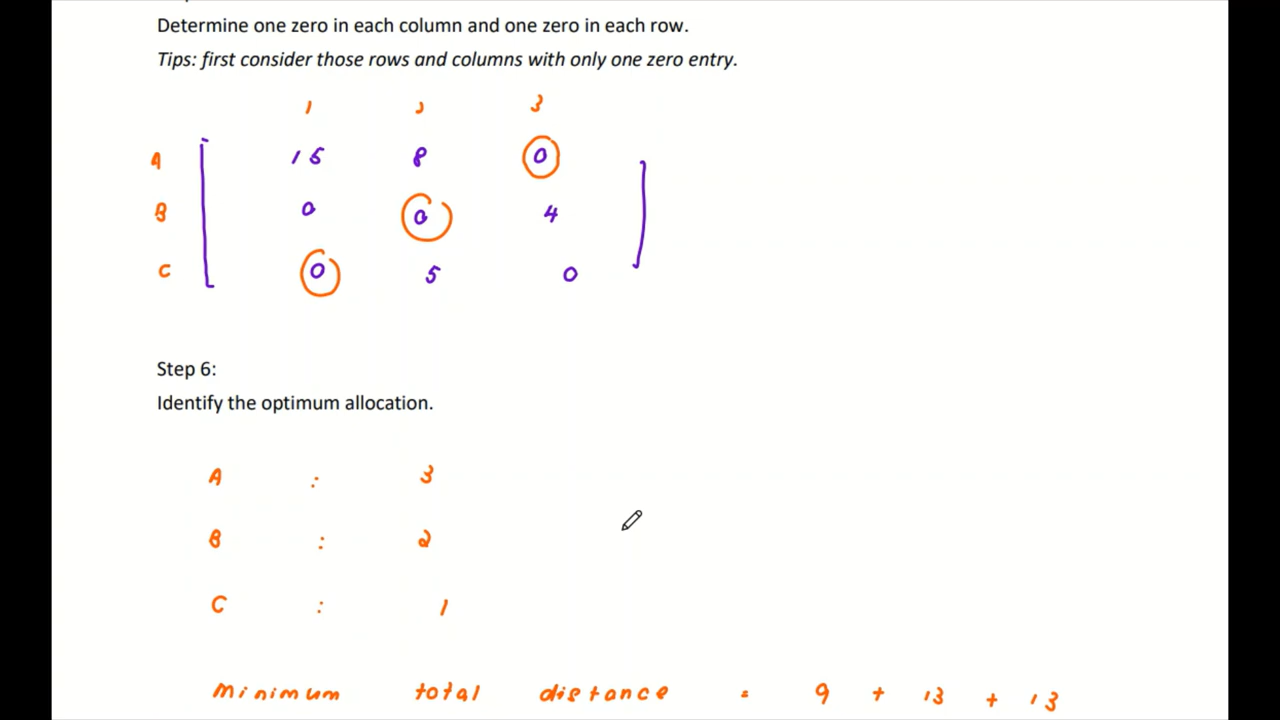 Determine one zero in each column and one zero in each row.
Tips: first consider those rows and columns with only one zero entry.
1 2 3
A 15 8 0
B 0 0 4
C 0 5 0
Step 6:
Identify the optimum allocation.
A : 3
B : 2
C : 1
minimum total distance = 9 + 13 + 13